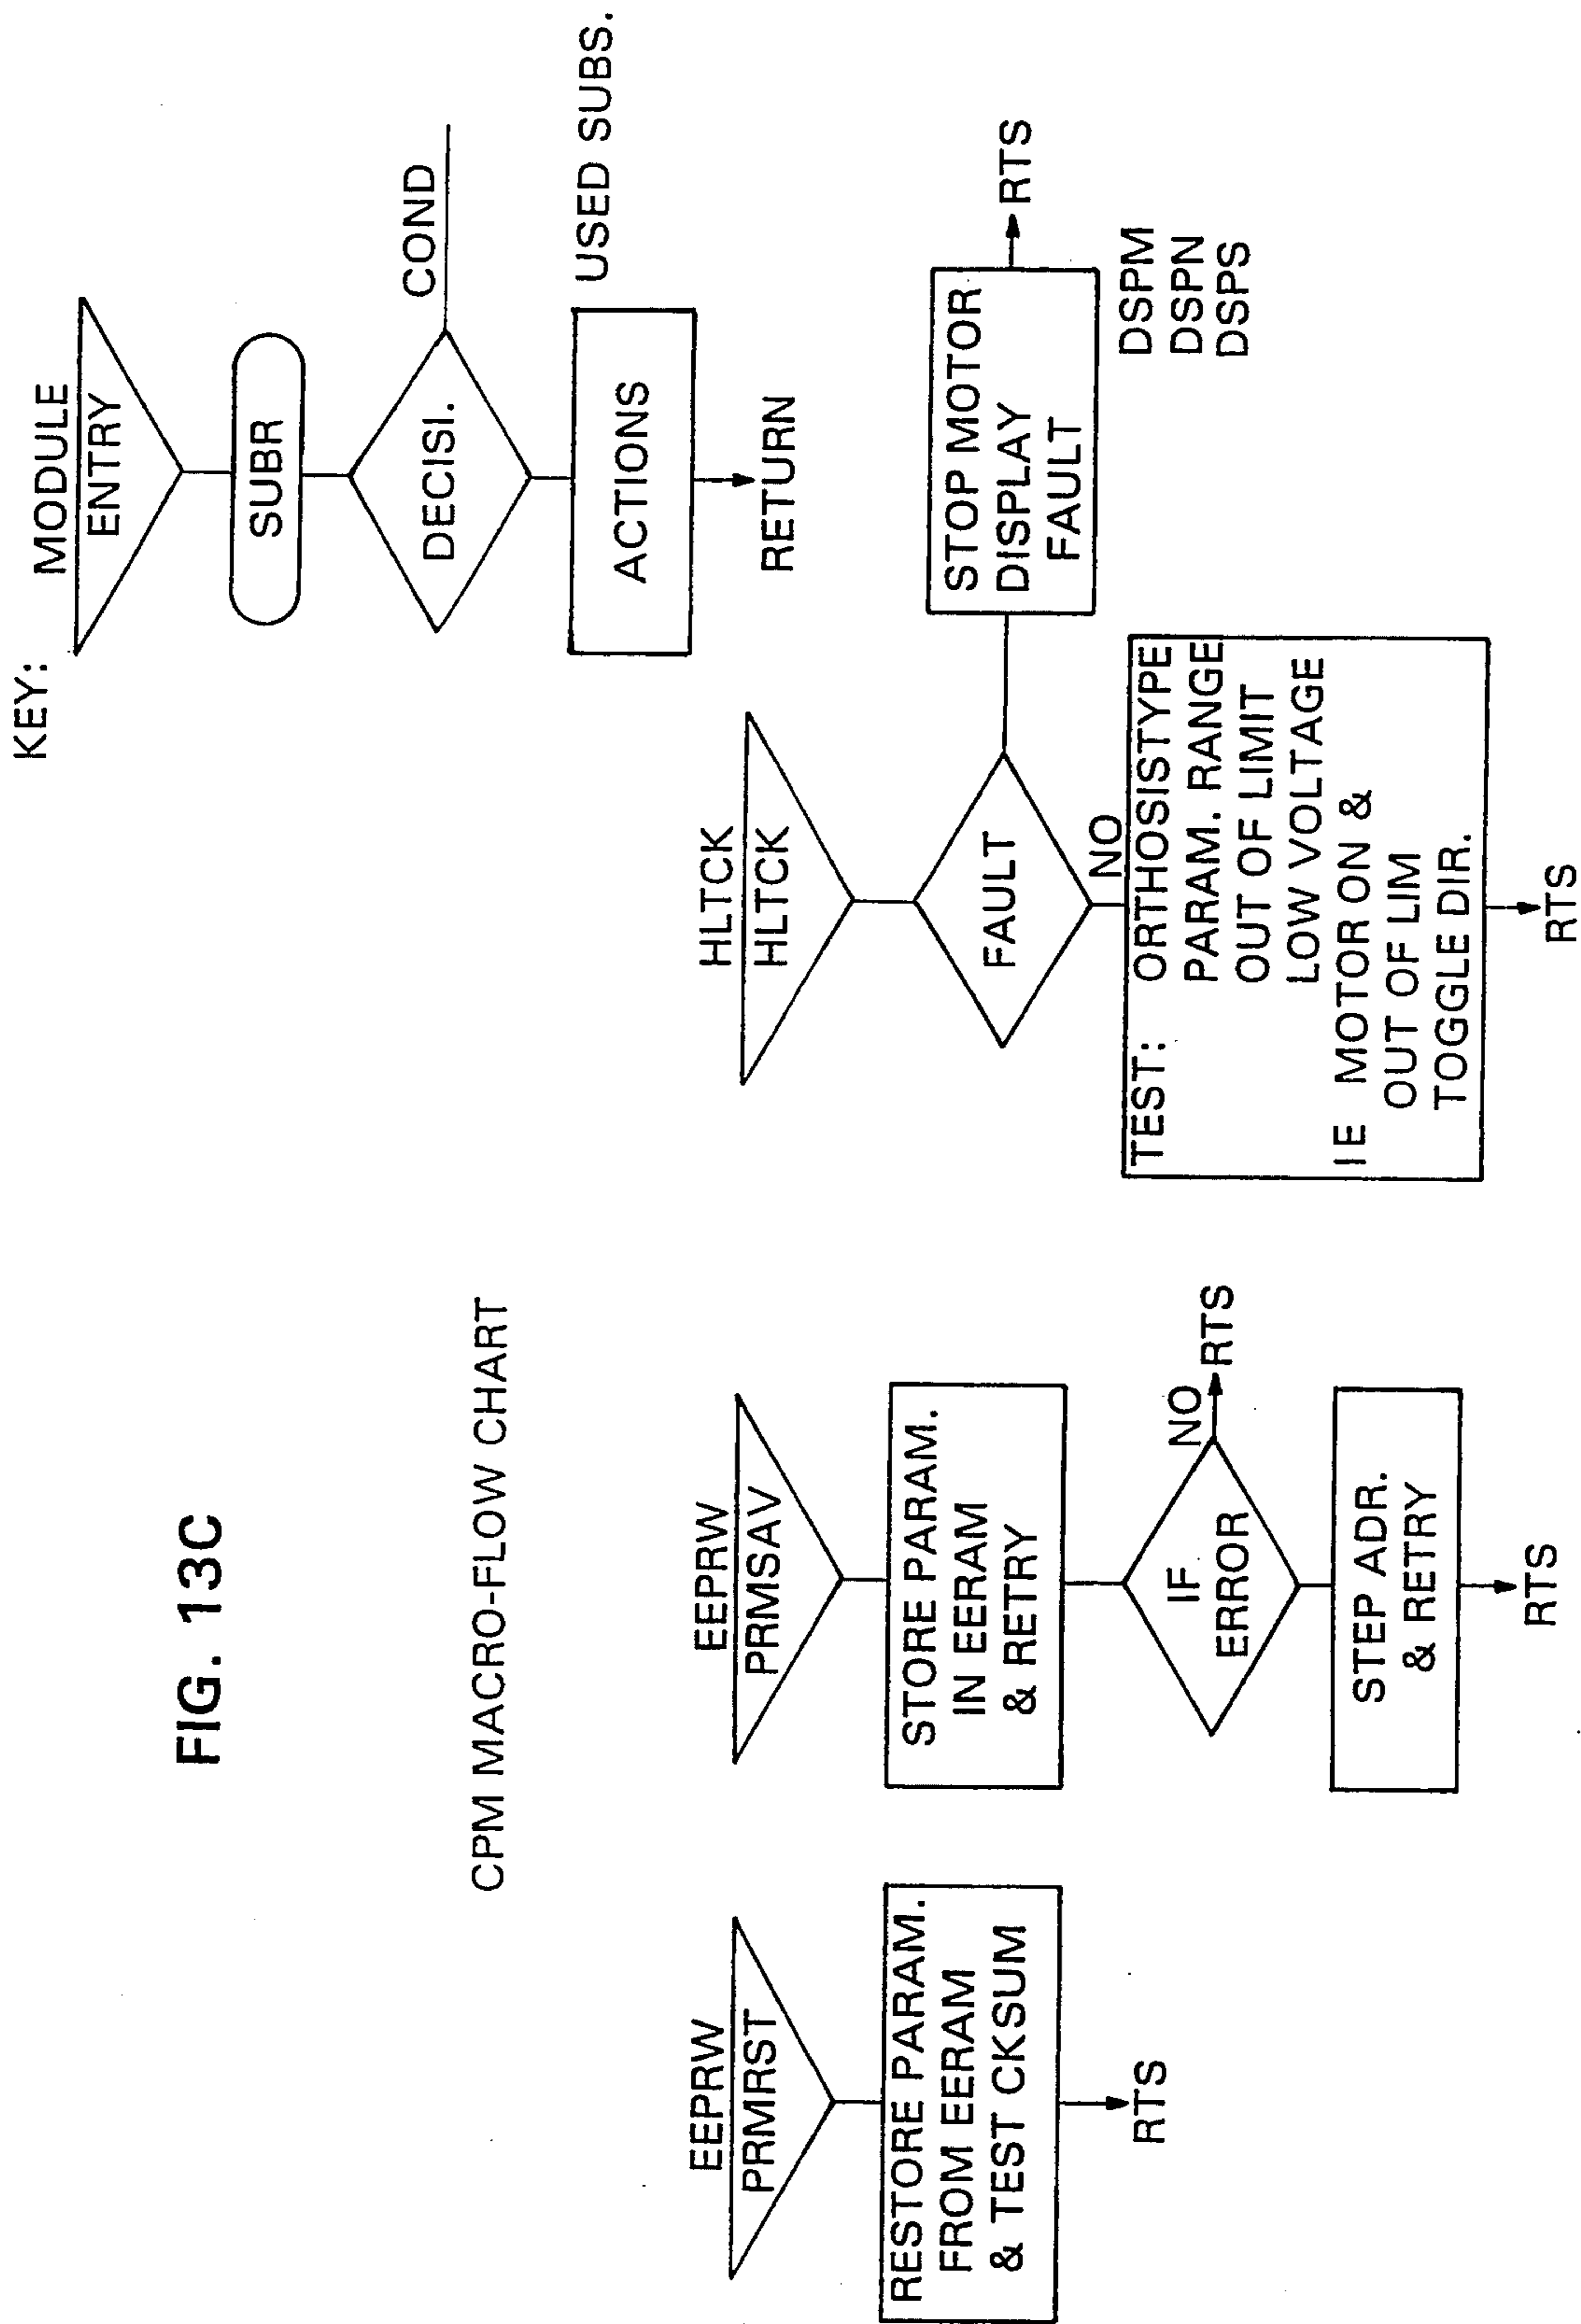 FIG. 13C
CPM MACRO-FLOW CHART
KEY:
MODULE
ENTRY
SUBR
DECISI.
COND
ACTIONS
USED SUBS.
RETURN
EEPRW
PRMRST
RESTORE PARAM.
FROM EERAM
& TEST CKSUM
RTS
EEPRW
PRMSAV
STORE PARAM.
IN EERAM
& RETRY
IF
ERROR
NO
RTS
STEP ADR.
& RETRY
RTS
HLTCK
HLTCK
FAULT
NO
STOP MOTOR
DISPLAY
FAULT
RTS
DSPM
DSPN
DSPS
TEST: ORTHOSISTYPE
PARAM. RANGE
OUT OF LIMIT
LOW VOLTAGE
IE MOTOR ON &
OUT OF LIM
TOGGLE DIR.
RTS